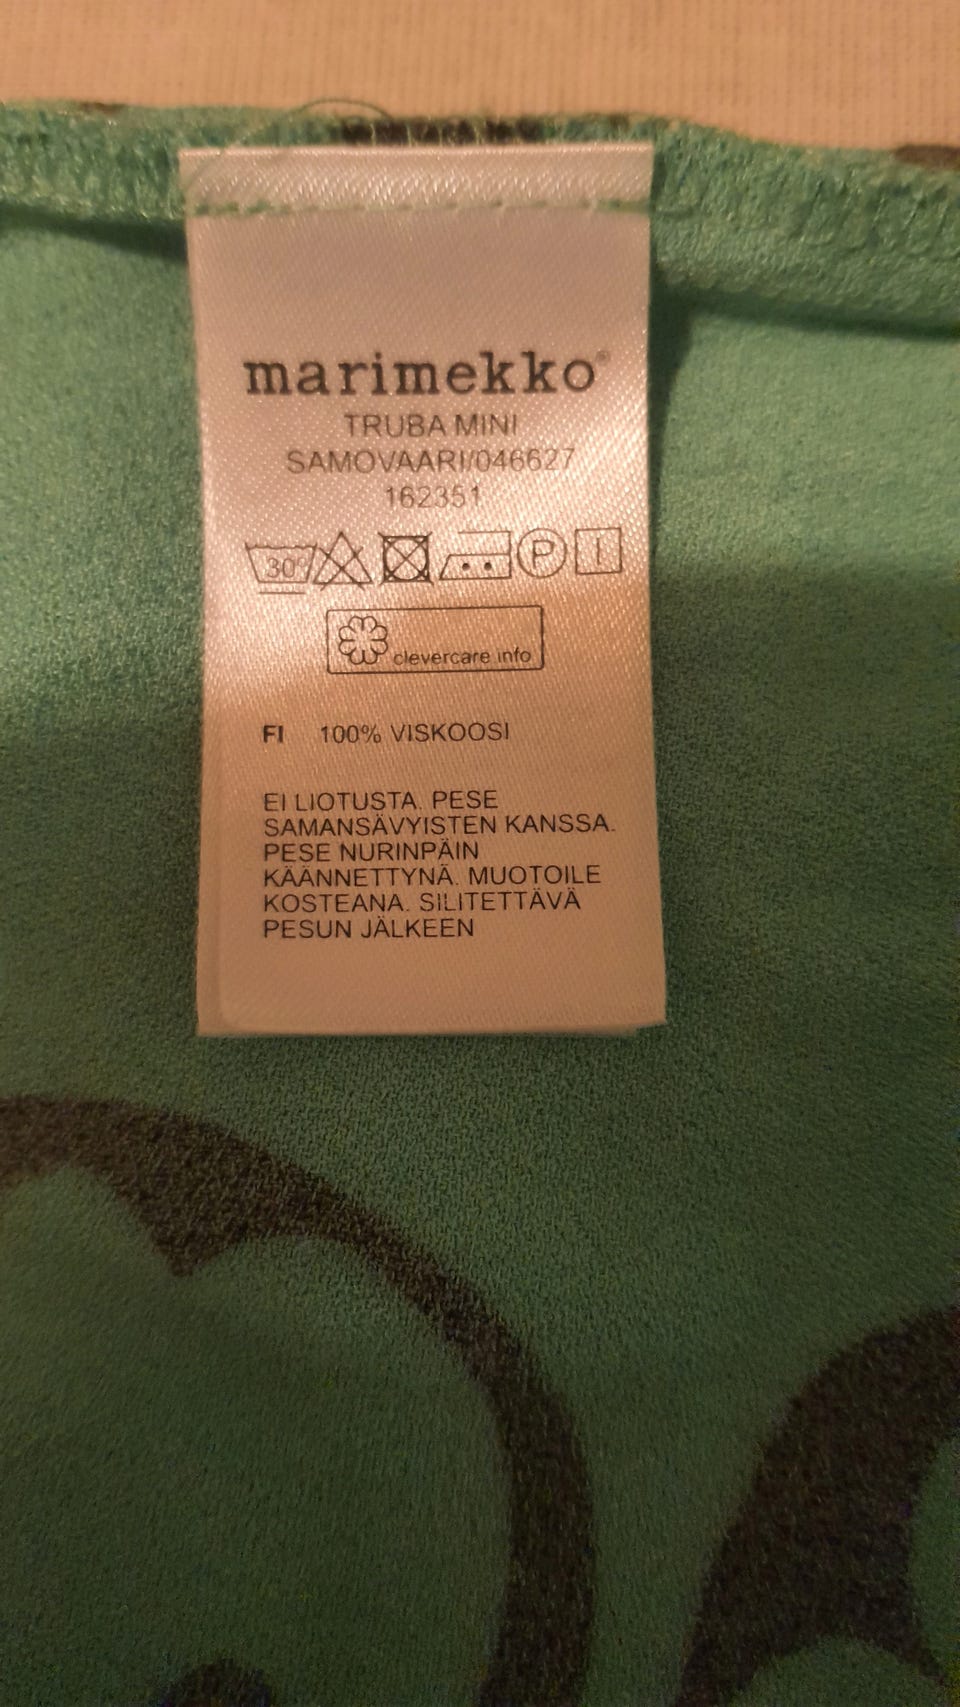 marimekko®
TRUBA MINI
SAMOVAARI/046627
162351
30° P
clevercare.info
FI 100% VISKOOSI
EI LIOTUSTA. PESE
SAMANSÄVYISTEN KANSSA.
PESE NURINPÄIN
KÄÄNNETTYNÄ. MUOTOILE
KOSTEANA. SILITETTÄVÄ
PESUN JÄLKEEN